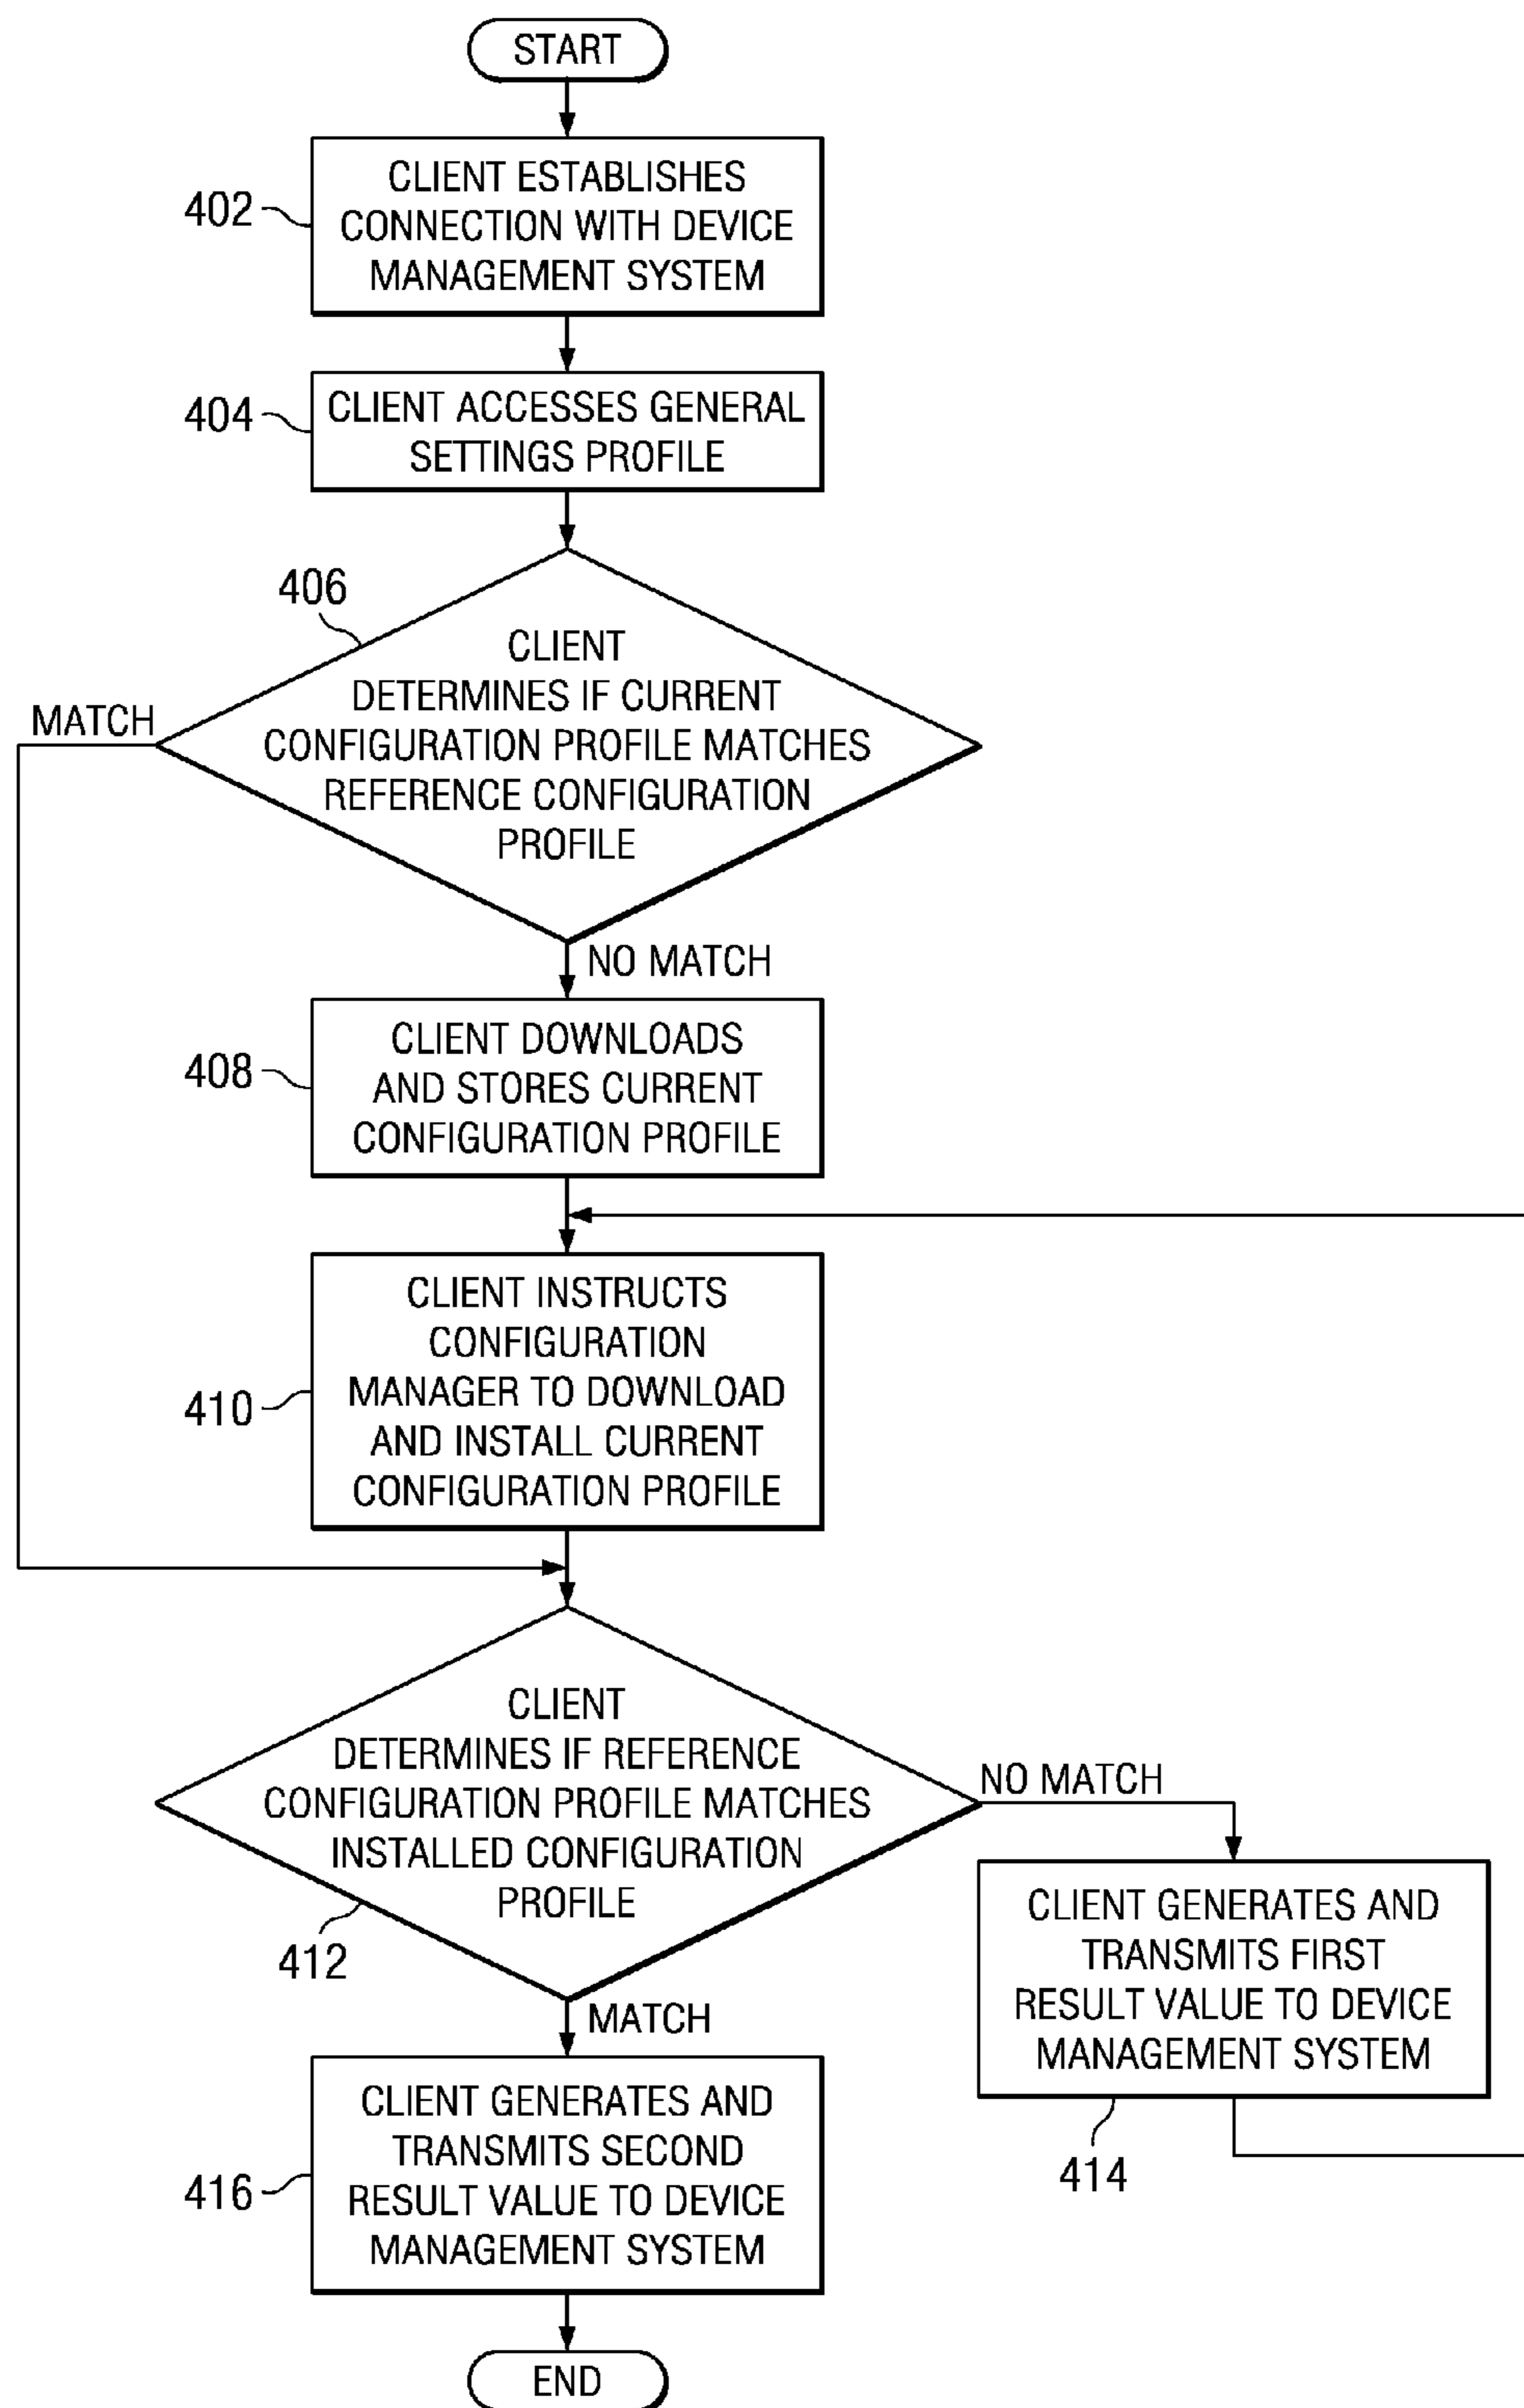 START
CLIENT ESTABLISHES
CONNECTION WITH DEVICE
MANAGEMENT SYSTEM
402
CLIENT ACCESSES GENERAL
SETTINGS PROFILE
404
406
CLIENT
DETERMINES IF CURRENT
CONFIGURATION PROFILE MATCHES
REFERENCE CONFIGURATION
PROFILE
MATCH
NO MATCH
CLIENT DOWNLOADS
AND STORES CURRENT
CONFIGURATION PROFILE
408
CLIENT INSTRUCTS
CONFIGURATION
MANAGER TO DOWNLOAD
AND INSTALL CURRENT
CONFIGURATION PROFILE
410
CLIENT
DETERMINES IF REFERENCE
CONFIGURATION PROFILE MATCHES
INSTALLED CONFIGURATION
PROFILE
412
NO MATCH
CLIENT GENERATES AND
TRANSMITS FIRST
RESULT VALUE TO DEVICE
MANAGEMENT SYSTEM
414
MATCH
CLIENT GENERATES AND
TRANSMITS SECOND
RESULT VALUE TO DEVICE
MANAGEMENT SYSTEM
416
END